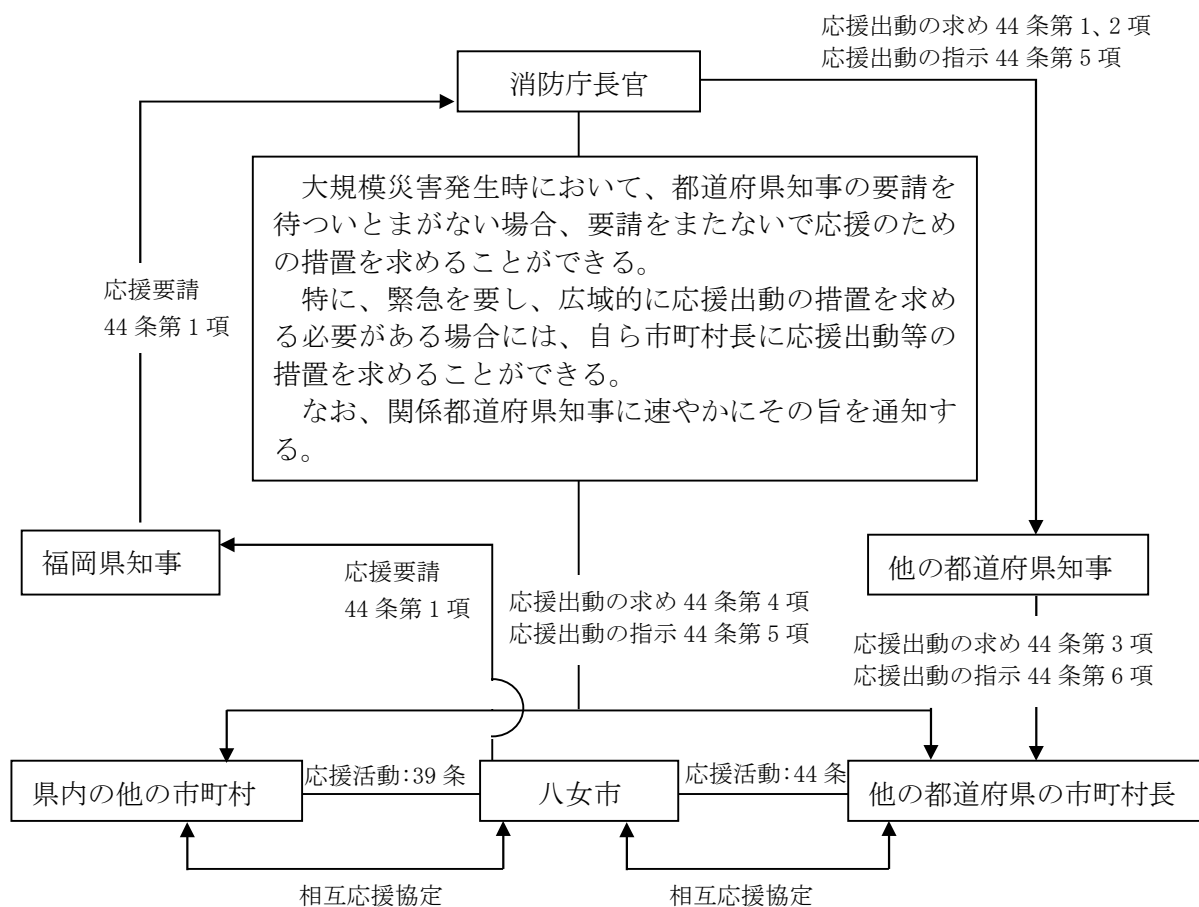 応援出動の求め 44 条第 1、2 項
応援出動の指示 44 条第 5 項
消防庁長官
大規模災害発生時において、都道府県知事の要請を
待ついとまがない場合、要請をまたないで応援のため
の措置を求めることができる。
特に、緊急を要し、広域的に応援出動の措置を求め
る必要がある場合には、自ら市町村長に応援出動等の
措置を求めることができる。
なお、関係都道府県知事に速やかにその旨を通知す
る。
応援要請
44 条第 1 項
福岡県知事
応援要請
44 条第 1 項
他の都道府県知事
応援出動の求め 44 条第 4 項
応援出動の指示 44 条第 5 項
応援出動の求め 44 条第 3 項
応援出動の指示 44 条第 6 項
県内の他の市町村
応援活動:39 条
八女市
応援活動:44 条
他の都道府県の市町村長
相互応援協定
相互応援協定